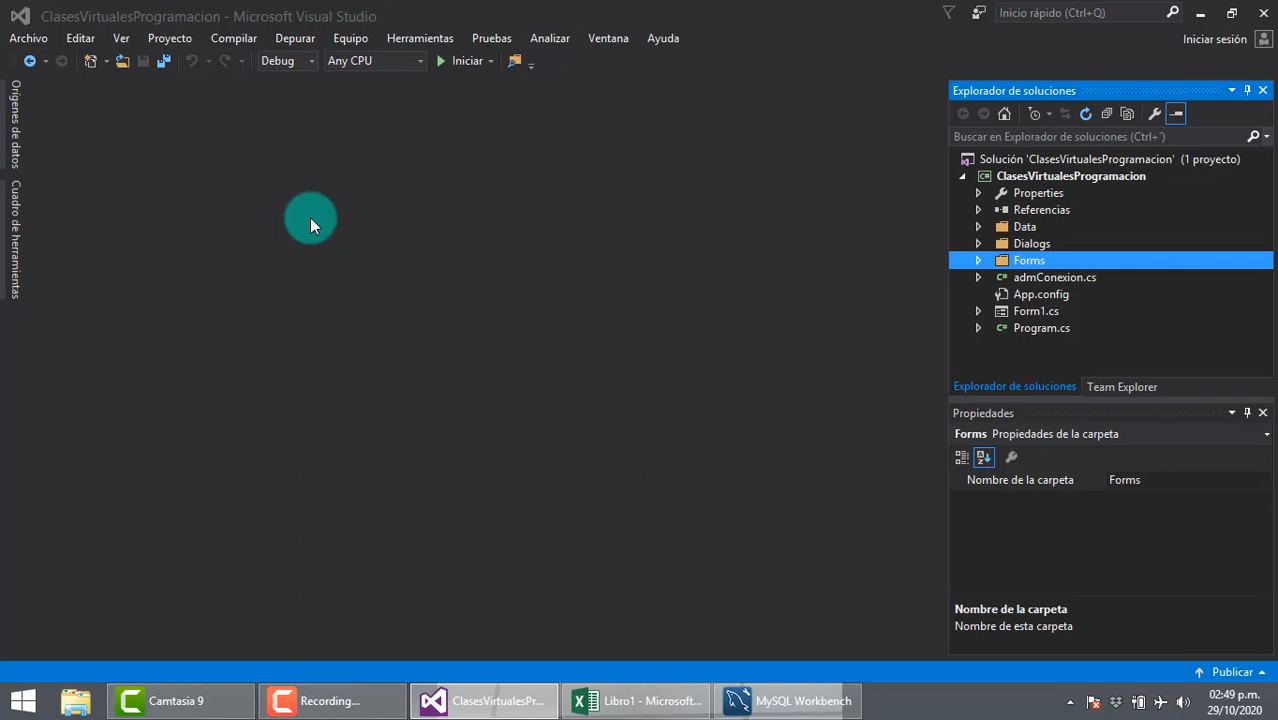 ClasesVirtualesProgramacion - Microsoft Visual Studio
Inicio rápido (Ctrl+Q)
Archivo Editar Ver Proyecto Compilar Depurar Equipo Herramientas Pruebas Analizar Ventana Ayuda
Iniciar sesión
Debug Any CPU Iniciar
Orígenes de datos
Cuadro de herramientas
Explorador de soluciones
Buscar en Explorador de soluciones (Ctrl+´)
Solución 'ClasesVirtualesProgramacion' (1 proyecto)
ClasesVirtualesProgramacion
Properties
Referencias
Data
Dialogs
Forms
admConexion.cs
App.config
Form1.cs
Program.cs
Explorador de soluciones Team Explorer
Propiedades
Forms Propiedades de la carpeta
Nombre de la carpeta Forms
Nombre de la carpeta
Nombre de esta carpeta
Publicar
Camtasia 9
Recording...
ClasesVirtualesPr...
Libro1 - Microsoft...
MySQL Workbench
02:49 p.m.
29/10/2020